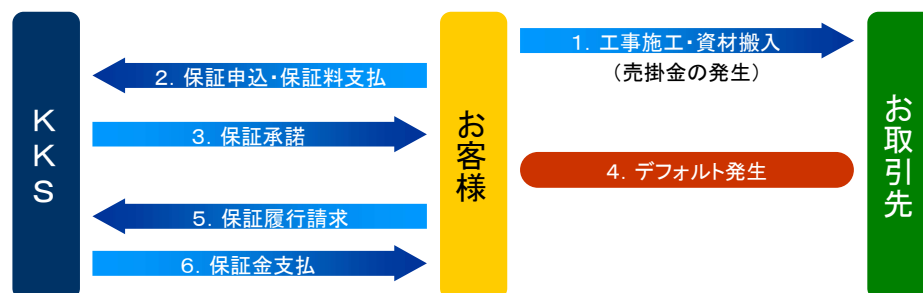 KKS
お客様
お取引先
1．工事施工・資材搬入
（売掛金の発生）
2．保証申込・保証料支払
3．保証承諾
4．デフォルト発生
5．保証履行請求
6．保証金支払